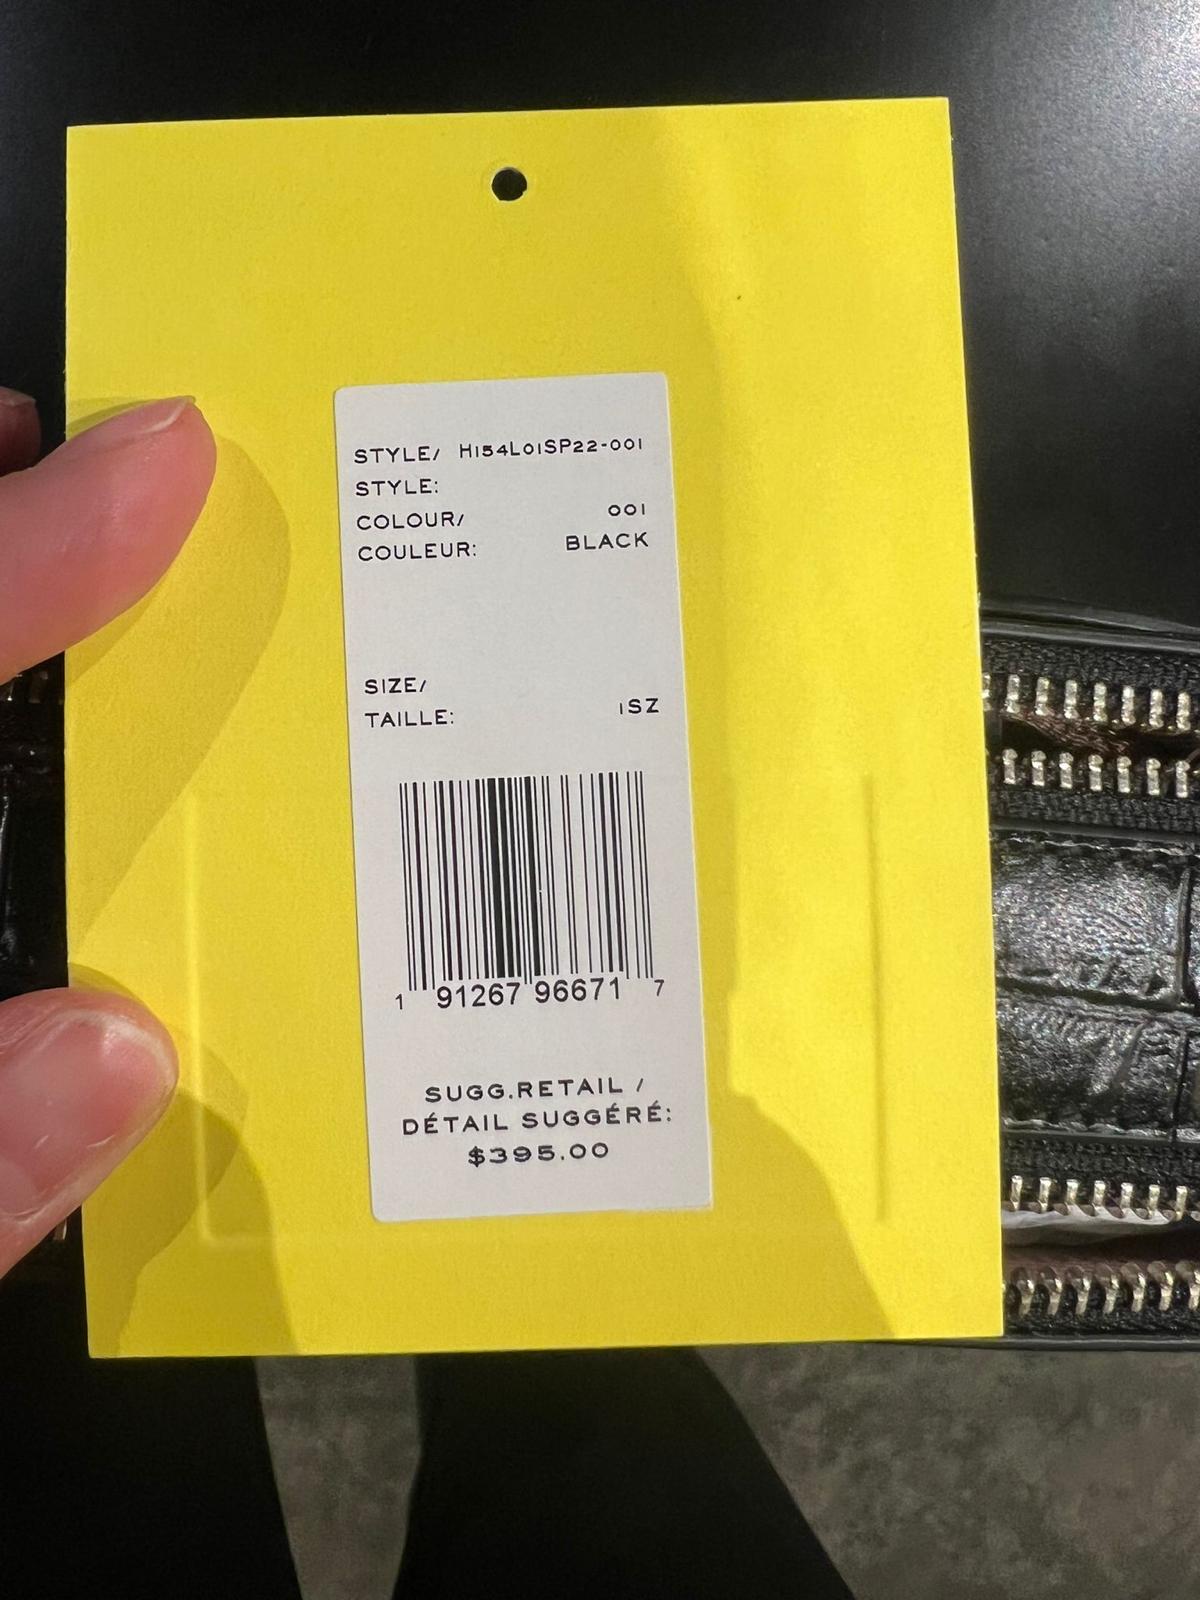 STYLE/ H154L01SP22-001
STYLE:
COLOUR/ 001
COULEUR: BLACK
SIZE/
TAILLE: 1SZ
1 91267 96671 7
SUGG.RETAIL /
DÉTAIL SUGGÉRÉ:
$395.00